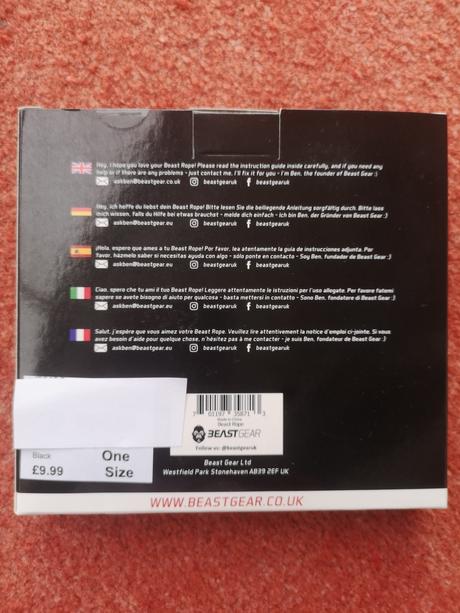 Hey, I hope you love your Beast Rope! Please read the instruction guide inside carefully, and if you need any
help or if there are any problems - just contact me, I'll fix it for you - I'm Ben, the founder of Beast Gear :)
askben@beastgear.co.uk beastgearuk beastgearuk
Hey, ich hoffe du liebst dein Beast Rope! Bitte lesen Sie die beiliegende Anleitung sorgfältig durch. Bitte lass
mich wissen, falls du Hilfe bei etwas brauchst - melde dich einfach - Ich bin Ben, der Gründer von Beast Gear :)
askben@beastgear.eu beastgearuk beastgearuk
¡Hola, espero que ames a tu Beast Rope! Por favor, lea atentamente la guía de instrucciones adjunta. Por
favor, házmelo saber si necesitas ayuda con algo - sólo ponte en contacto - Soy Ben, fundador de Beast Gear :)
askben@beastgear.eu beastgearuk beastgearuk
Ciao, spero che tu ami il tuo Beast Rope! Leggere attentamente le istruzioni per l'uso allegate. Per favore fatemi
sapere se avete bisogno di aiuto per qualcosa - basta mettersi in contatto - Sono Ben, fondatore di Beast Gear :)
askben@beastgear.eu beastgearuk beastgearuk
Salut, j'espère que vous aimez votre Beast Rope. Veuillez lire attentivement la notice d'emploi ci-jointe. Si vous
avez besoin d'aide pour quelque chose, n'hésitez pas à me contacter - je suis Ben, fondateur de Beast Gear :)
askben@beastgear.eu beastgearuk beastgearuk
7 01197 35871 3
Made in China
Beast Rope
BEASTGEAR
Follow us: @beastgearuk
Black
One
Size
£9.99
Beast Gear Ltd
Westfield Park Stonehaven AB39 2EF UK
WWW.BEASTGEAR.CO.UK